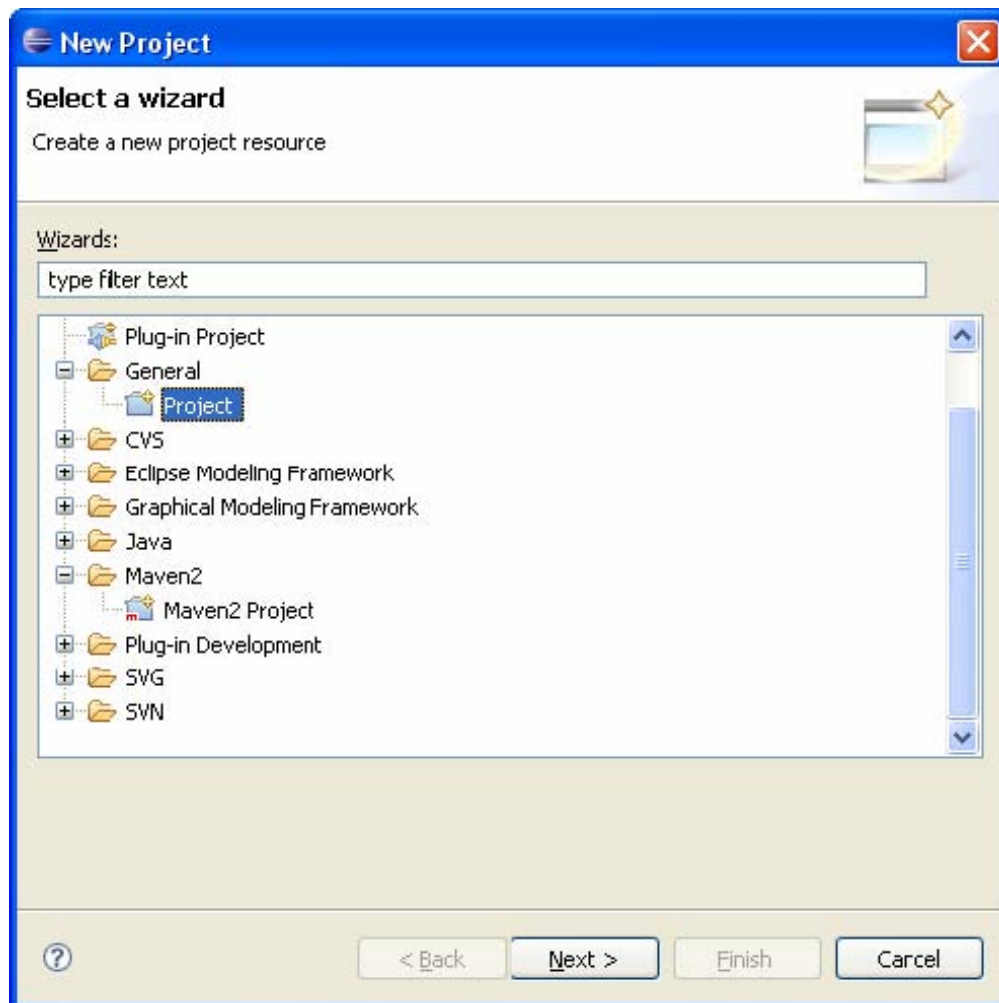 New Project
Select a wizard
Create a new project resource
Wizards:
type filter text
Plug-in Project
General
Project
CVS
Eclipse Modeling Framework
Graphical Modeling Framework
Java
Maven2
Maven2 Project
Plug-in Development
SVG
SVN
? < Back Next > Finish Carcel